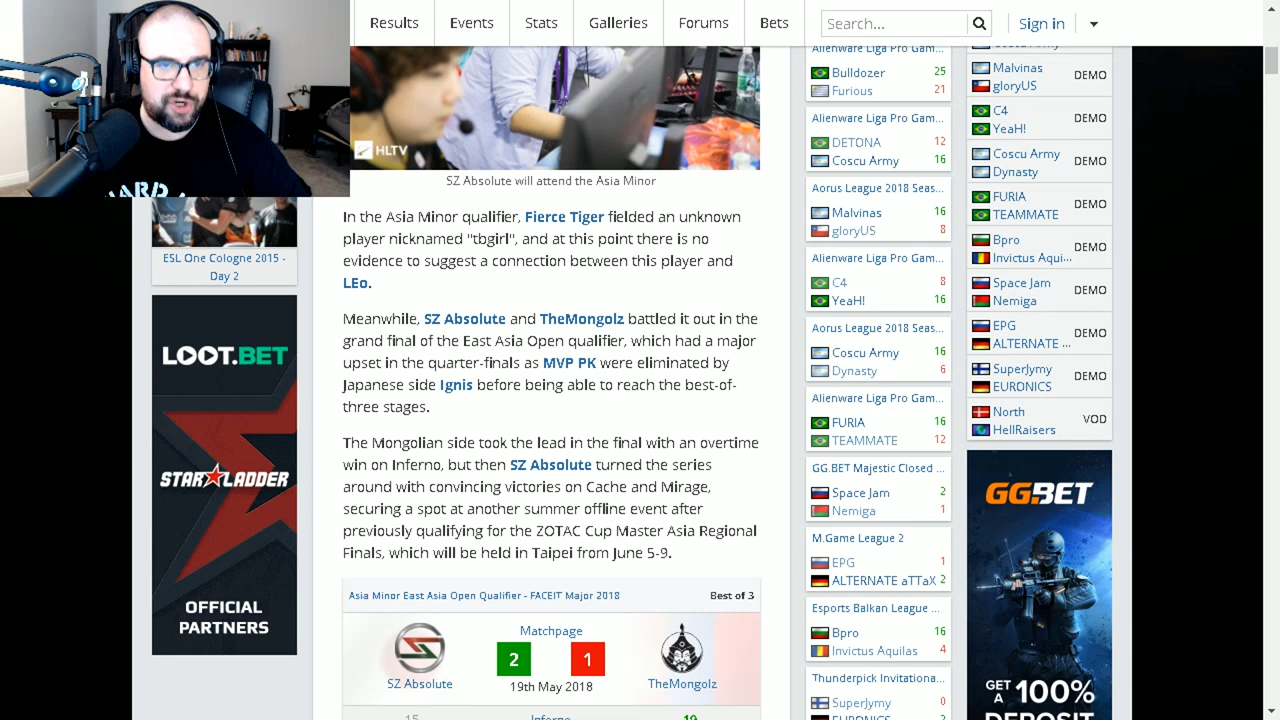 Results
Events
Stats
Galleries
Forums
Bets
Search...
Sign in
HLTV
SZ Absolute will attend the Asia Minor
ESL One Cologne 2015 -
Day 2
LOOT.BET
STAR LADDER
OFFICIAL
PARTNERS
In the Asia Minor qualifier, Fierce Tiger fielded an unknown
player nicknamed "tbgirl", and at this point there is no
evidence to suggest a connection between this player and
LEo.
Meanwhile, SZ Absolute and TheMongolz battled it out in the
grand final of the East Asia Open qualifier, which had a major
upset in the quarter-finals as MVP PK were eliminated by
Japanese side Ignis before being able to reach the best-of-
three stages.
The Mongolian side took the lead in the final with an overtime
win on Inferno, but then SZ Absolute turned the series
around with convincing victories on Cache and Mirage,
securing a spot at another summer offline event after
previously qualifying for the ZOTAC Cup Master Asia Regional
Finals, which will be held in Taipei from June 5-9.
Asia Minor East Asia Open Qualifier - FACEIT Major 2018 Best of 3
Matchpage
2 1
SZ Absolute 19th May 2018 TheMongolz
15 Inferno 19
Alienware Liga Pro Gam...
Bulldozer 25
Furious 21
Alienware Liga Pro Gam...
DETONA 12
Coscu Army 16
Aorus League 2018 Seas...
Malvinas 16
gloryUS 8
Alienware Liga Pro Gam...
C4 8
YeaH! 16
Aorus League 2018 Seas...
Coscu Army 16
Dynasty 6
Alienware Liga Pro Gam...
FURIA 16
TEAMMATE 12
GG.BET Majestic Closed ...
Space Jam 2
Nemiga 1
M.Game League 2
EPG 1
ALTERNATE aTTaX 2
Esports Balkan League ...
Bpro 16
Invictus Aquilas 4
Thunderpick Invitationa...
SuperJymy 0
EURONICS 2
Coscu Army
Malvinas
gloryUS DEMO
C4
YeaH! DEMO
Coscu Army
Dynasty DEMO
FURIA
TEAMMATE DEMO
Bpro
Invictus Aqui... DEMO
Space Jam
Nemiga DEMO
EPG
ALTERNATE ... DEMO
SuperJymy
EURONICS DEMO
North
HellRaisers VOD
GG.BET
GET
A 100%
DEPOSIT